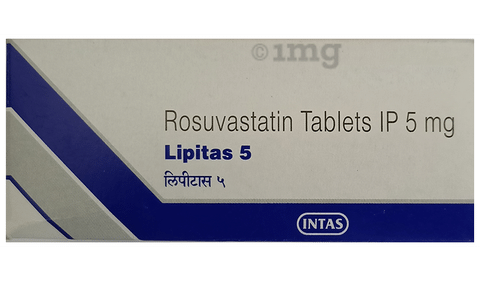 ©1mg
Rosuvastatin Tablets IP 5 mg
Lipitas 5
लिपीटास ५
INTAS